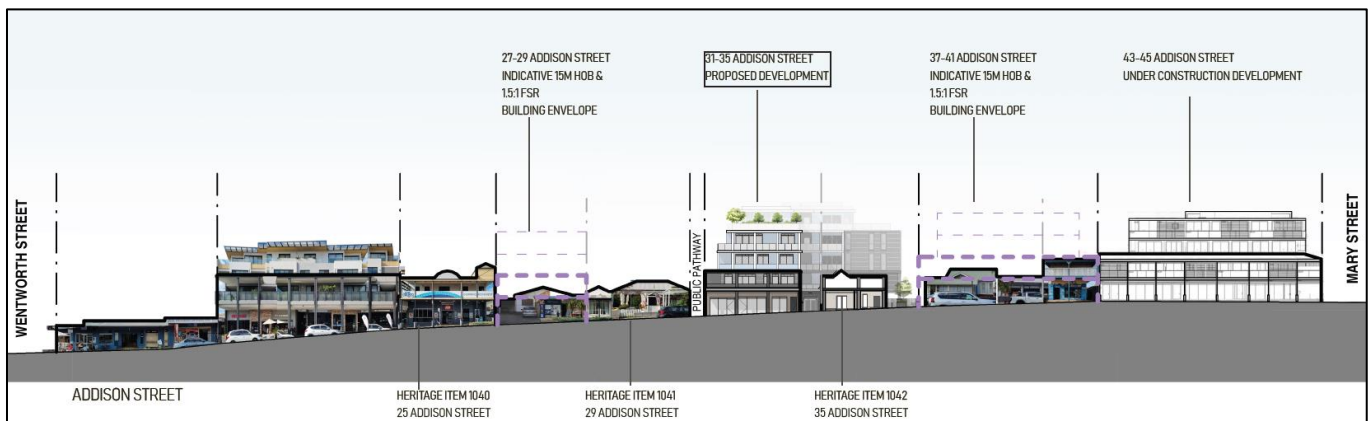 27-29 ADDISON STREET
INDICATIVE 15M HOB &
1.5:1 FSR
BUILDING ENVELOPE
31-35 ADDISON STREET
PROPOSED DEVELOPMENT
37-41 ADDISON STREET
INDICATIVE 15M HOB &
1.5:1 FSR
BUILDING ENVELOPE
43-45 ADDISON STREET
UNDER CONSTRUCTION DEVELOPMENT
WENTWORTH STREET
PUBLIC PATHWAY
MARY STREET
ADDISON STREET
HERITAGE ITEM 1040
25 ADDISON STREET
HERITAGE ITEM 1041
29 ADDISON STREET
HERITAGE ITEM 1042
35 ADDISON STREET